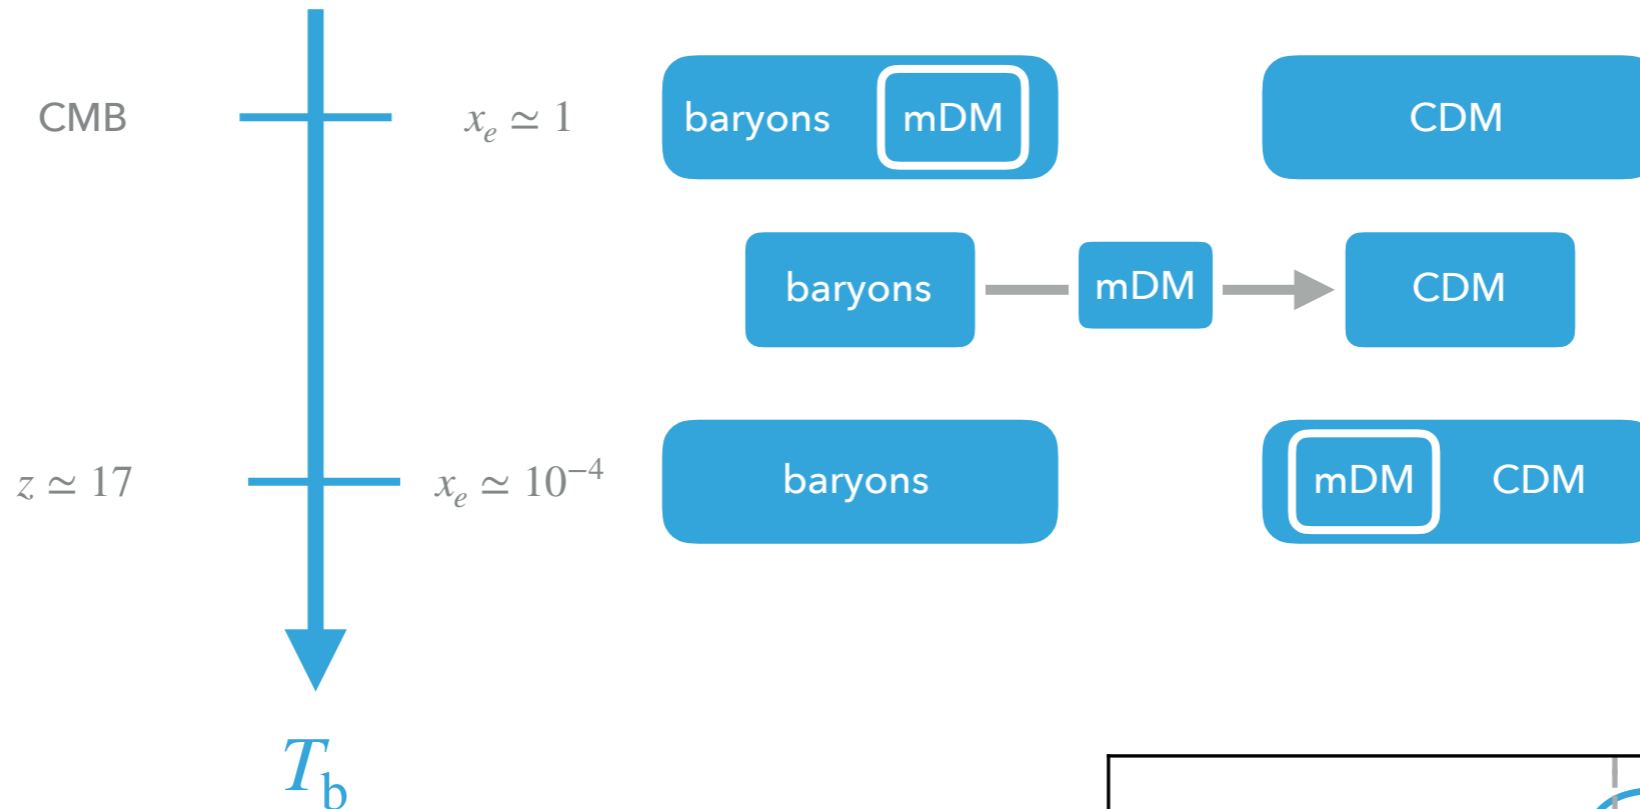 CMB x_e ≃ 1 baryons mDM CDM
baryons mDM CDM
z ≃ 17 x_e ≃ 10^{-4} baryons mDM CDM
T_b